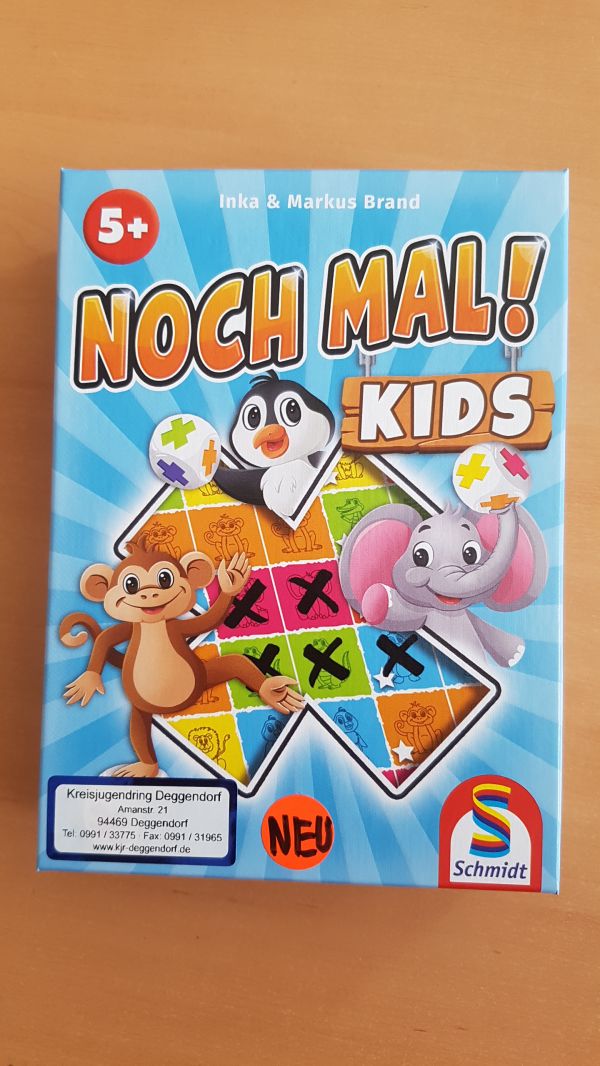 Inka & Markus Brand
5+
NOCH MAL!
KIDS
Kreisjugendring Deggendorf
Amanstr. 21
94469 Deggendorf
Tel: 0991 / 33775 · Fax: 0991 / 31965
www.kjr-deggendorf.de
NEU
Schmidt